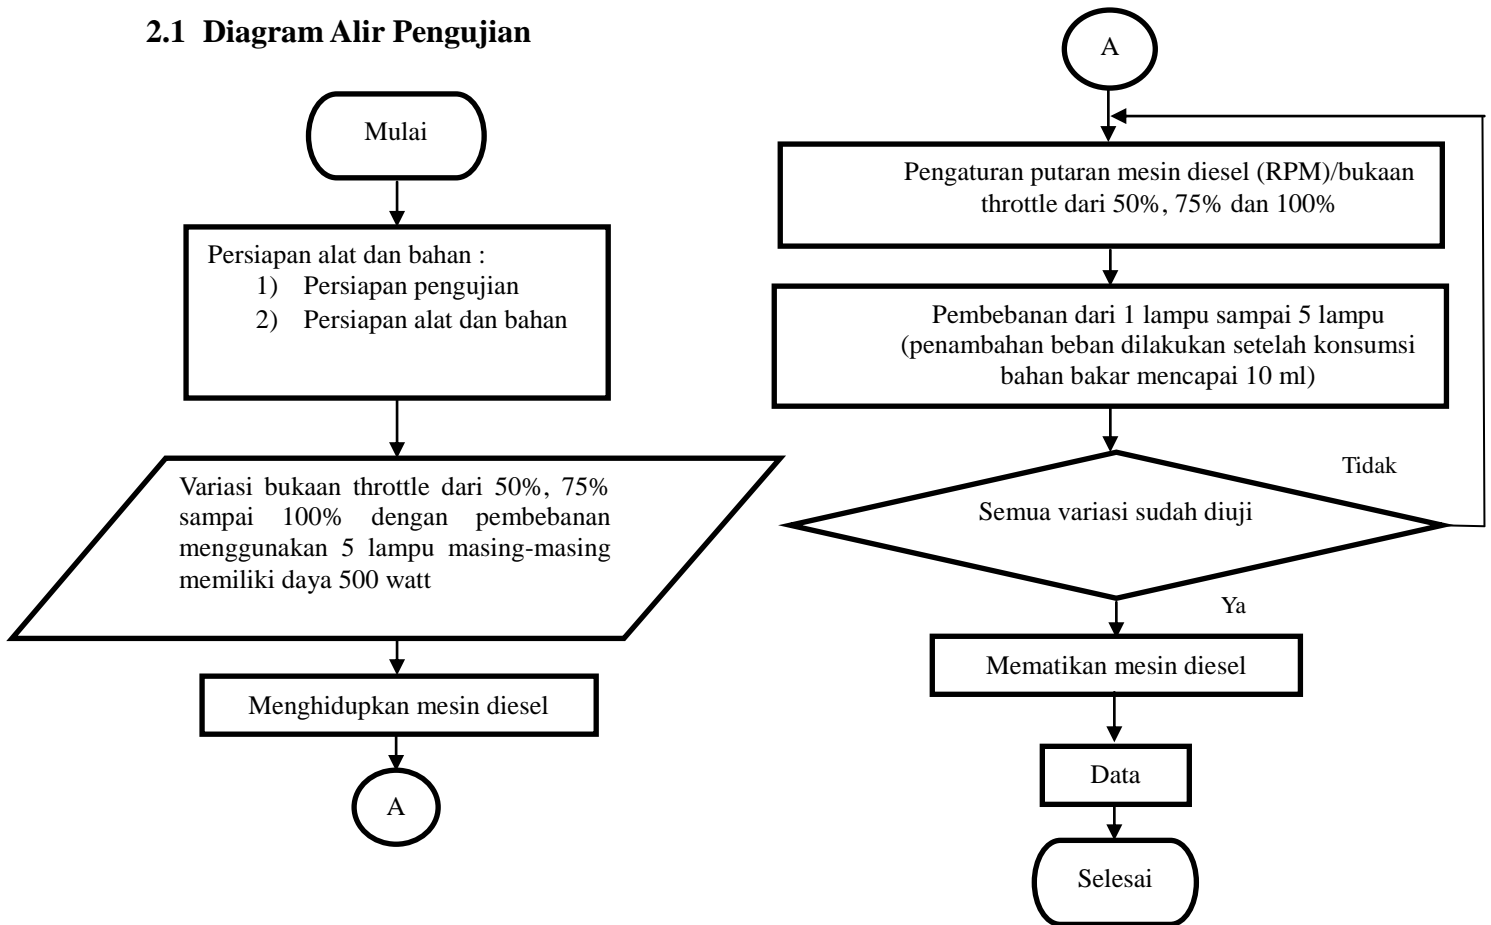 2.1 Diagram Alir Pengujian
Mulai
Persiapan alat dan bahan :
1) Persiapan pengujian
2) Persiapan alat dan bahan
Variasi bukaan throttle dari 50%, 75%
sampai 100% dengan pembebanan
menggunakan 5 lampu masing-masing
memiliki daya 500 watt
Menghidupkan mesin diesel
A
A
Pengaturan putaran mesin diesel (RPM)/bukaan
throttle dari 50%, 75% dan 100%
Pembebanan dari 1 lampu sampai 5 lampu
(penambahan beban dilakukan setelah konsumsi
bahan bakar mencapai 10 ml)
Tidak
Semua variasi sudah diuji
Ya
Mematikan mesin diesel
Data
Selesai